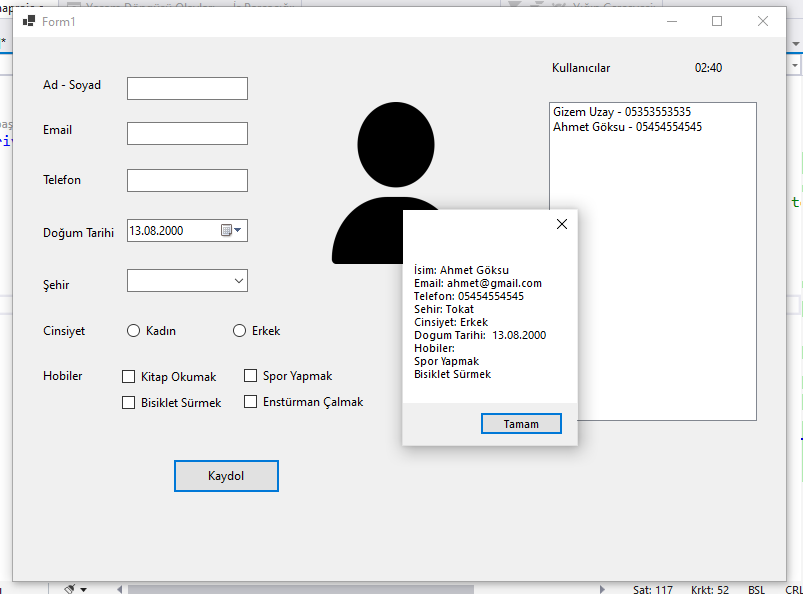 Form1
Ad - Soyad
Email
Telefon
Doğum Tarihi
13.08.2000
Şehir
Cinsiyet
Kadın
Erkek
Hobiler
Kitap Okumak
Spor Yapmak
Bisiklet Sürmek
Enstürman Çalmak
Kaydol
Kullanıcılar
02:40
Gizem Uzay - 05353553535
Ahmet Göksu - 05454554545
İsim: Ahmet Göksu
Email: ahmet@gmail.com
Telefon: 05454554545
Sehir: Tokat
Cinsiyet: Erkek
Dogum Tarihi:  13.08.2000
Hobiler:
Spor Yapmak
Bisiklet Sürmek
Tamam
Sat: 117
Krkt: 52
BSL
CRL